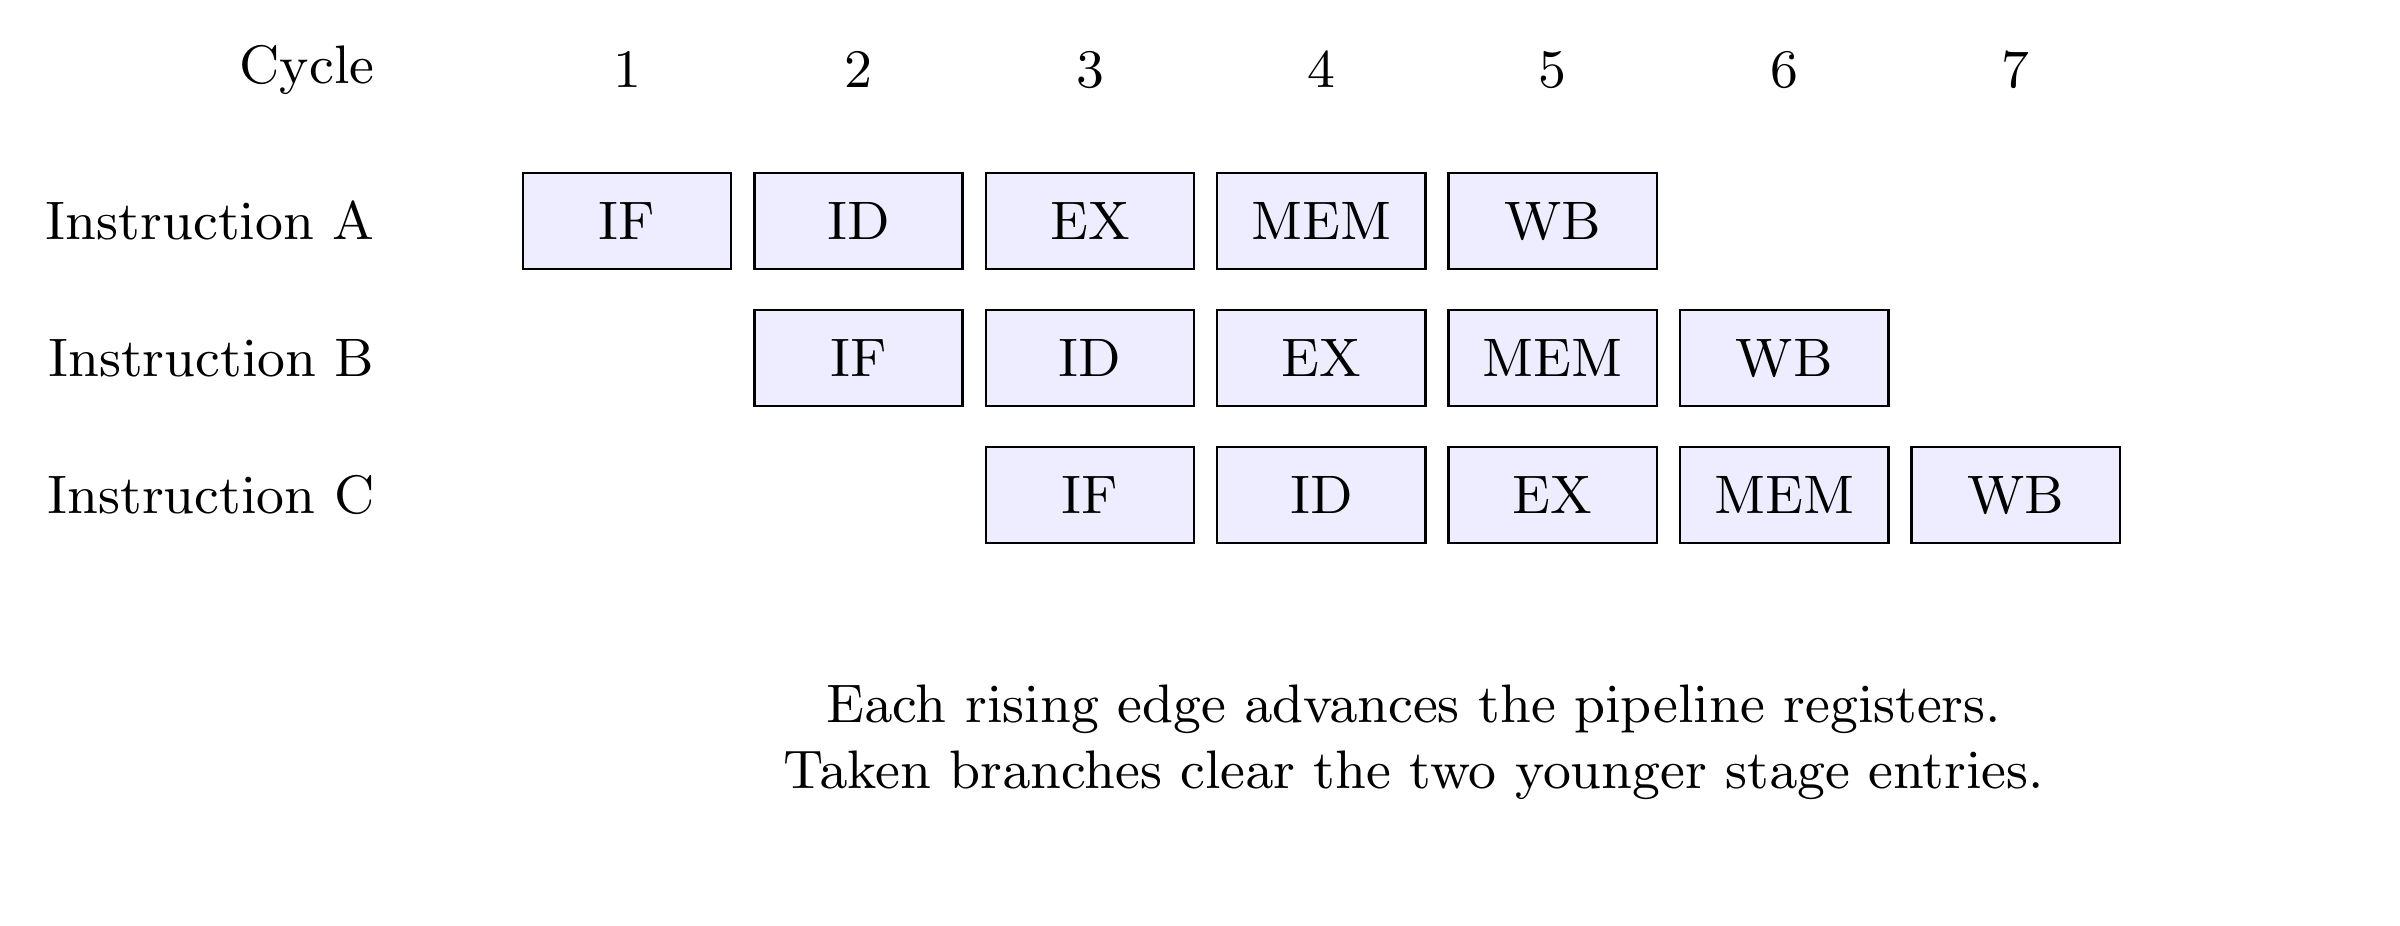 Cycle 1 2 3 4 5 6 7
Instruction A IF ID EX MEM WB
Instruction B IF ID EX MEM WB
Instruction C IF ID EX MEM WB
Each rising edge advances the pipeline registers.
Taken branches clear the two younger stage entries.